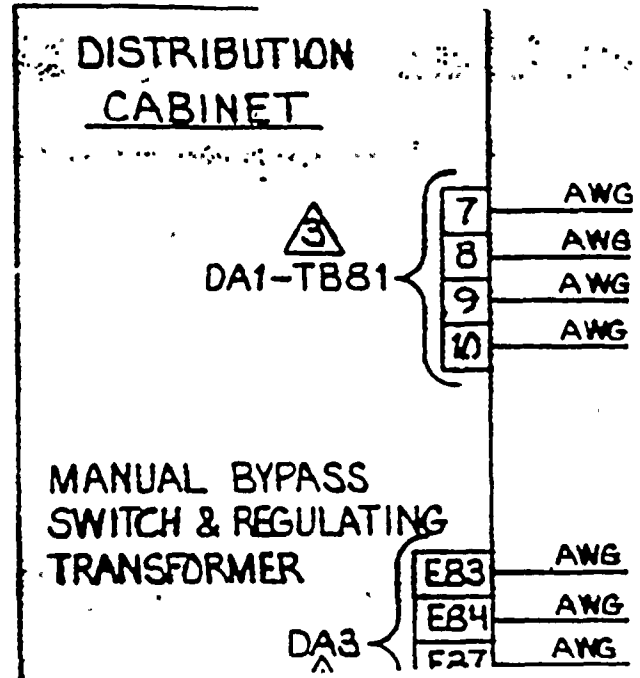 DISTRIBUTION
CABINET
7 AWG
3
8 AWG
DA1-TB81
9 AWG
10 AWG
MANUAL BYPASS
SWITCH & REGULATING
TRANSFORMER
E83 AWG
E84 AWG
DA3
E27 AWG